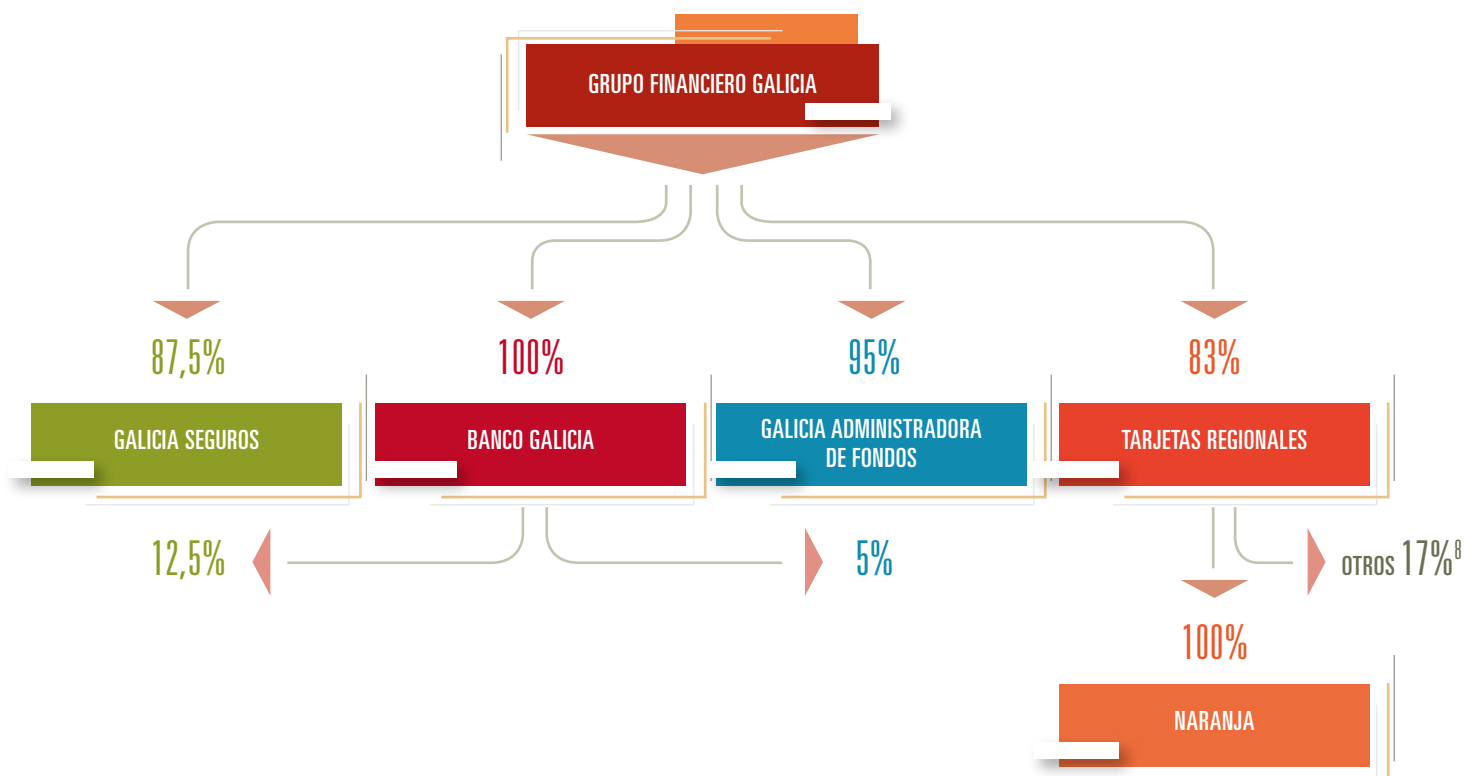 GRUPO FINANCIERO GALICIA
87,5%
100%
95%
83%
GALICIA SEGUROS
BANCO GALICIA
GALICIA ADMINISTRADORA
DE FONDOS
TARJETAS REGIONALES
12,5%
5%
OTROS 17%⁸
100%
NARANJA